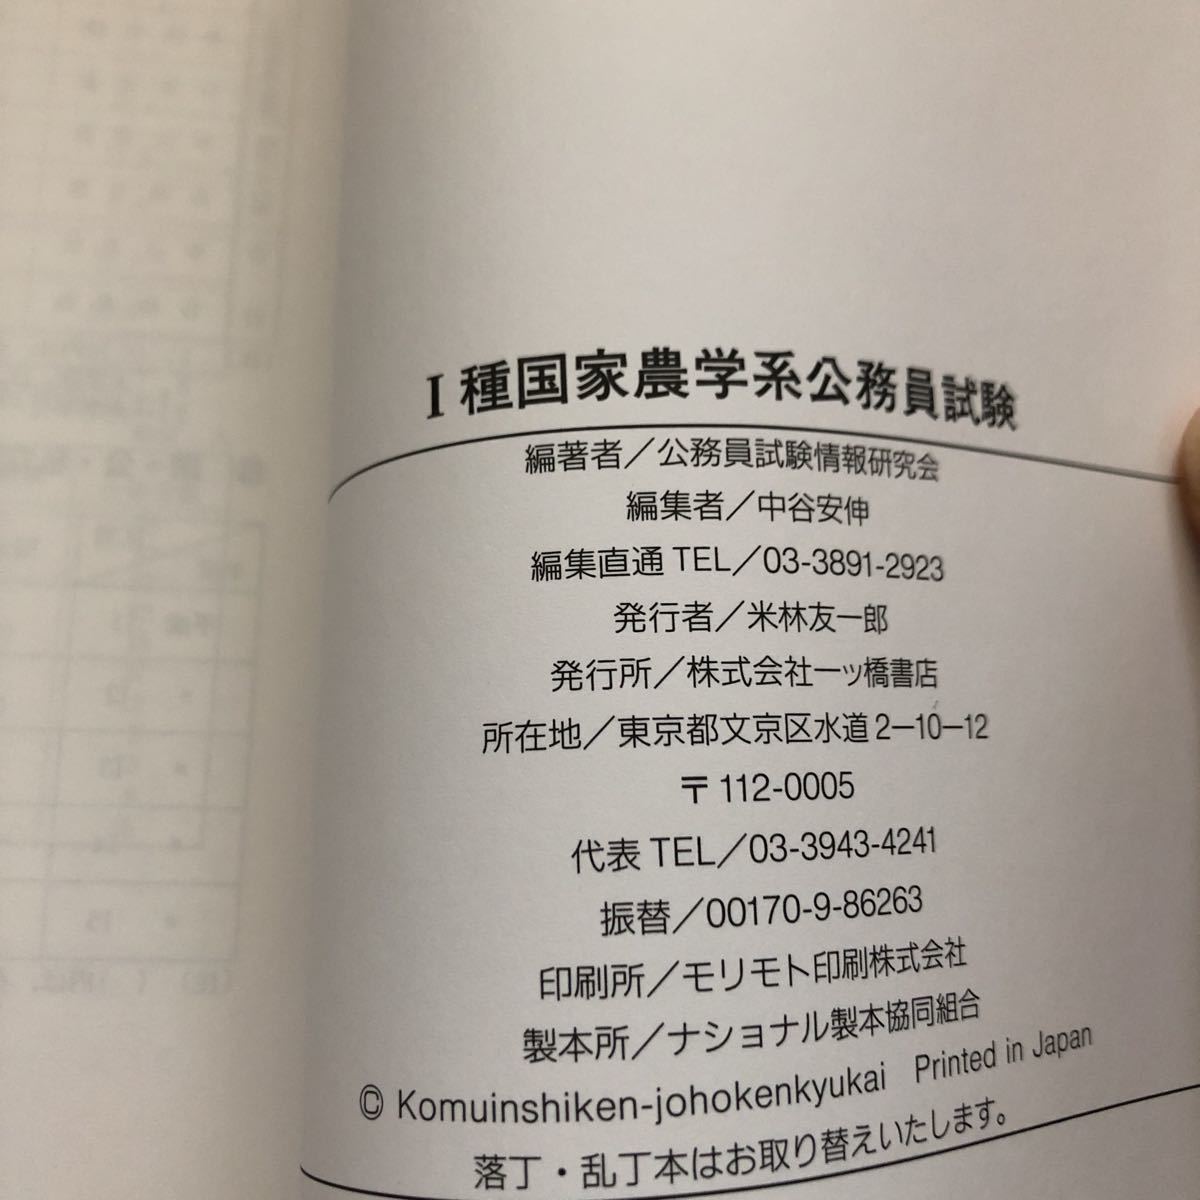 I種国家農学系公務員試験
編著者／公務員試験情報研究会
編集者／中谷安伸
編集直通 TEL／03-3891-2923
発行者／米林友一郎
発行所／株式会社一ッ橋書店
所在地／東京都文京区水道2−10−12
〒112-0005
代表 TEL／03-3943-4241
振替／00170-9-86263
印刷所／モリモト印刷株式会社
製本所／ナショナル製本協同組合
© Komuinshiken-johokenkyukai Printed in Japan
落丁・乱丁本はお取り替えいたします。